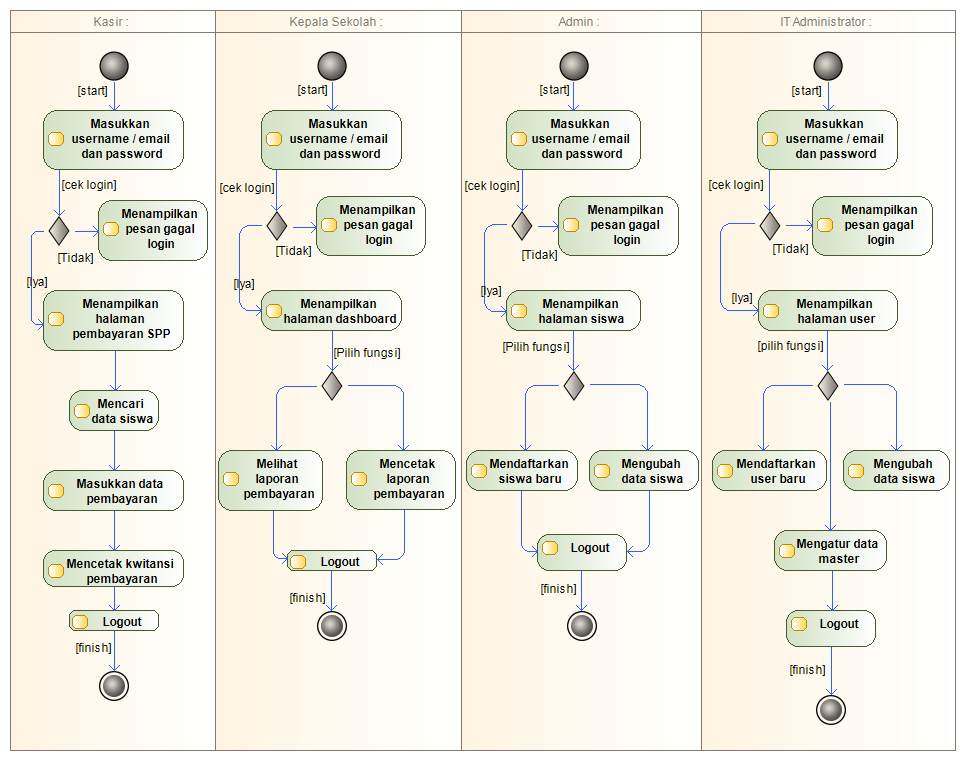 Kasir :
[start]
Masukkan
username / email
dan password
[cek login]
Menampilkan
pesan gagal
login
[Tidak]
[Iya]
Menampilkan
halaman
pembayaran SPP
Mencari
data siswa
Masukkan data
pembayaran
Mencetak kwitansi
pembayaran
Logout
[finish]
Kepala Sekolah :
[start]
Masukkan
username / email
dan password
[cek login]
Menampilkan
pesan gagal
login
[Tidak]
[Iya]
Menampilkan
halaman dashboard
[Pilih fungsi]
Melihat
laporan
pembayaran
Mencetak
laporan
pembayaran
Logout
[finish]
Admin :
[start]
Masukkan
username / email
dan password
[cek login]
Menampilkan
pesan gagal
login
[Tidak]
[Iya]
Menampilkan
halaman siswa
[Pilih fungsi]
Mendaftarkan
siswa baru
Mengubah
data siswa
Logout
[finish]
IT Administrator :
[start]
Masukkan
username / email
dan password
[cek login]
Menampilkan
pesan gagal
login
[Tidak]
[Iya]
Menampilkan
halaman user
[pilih fungsi]
Mendaftarkan
user baru
Mengubah
data siswa
Mengatur data
master
Logout
[finish]